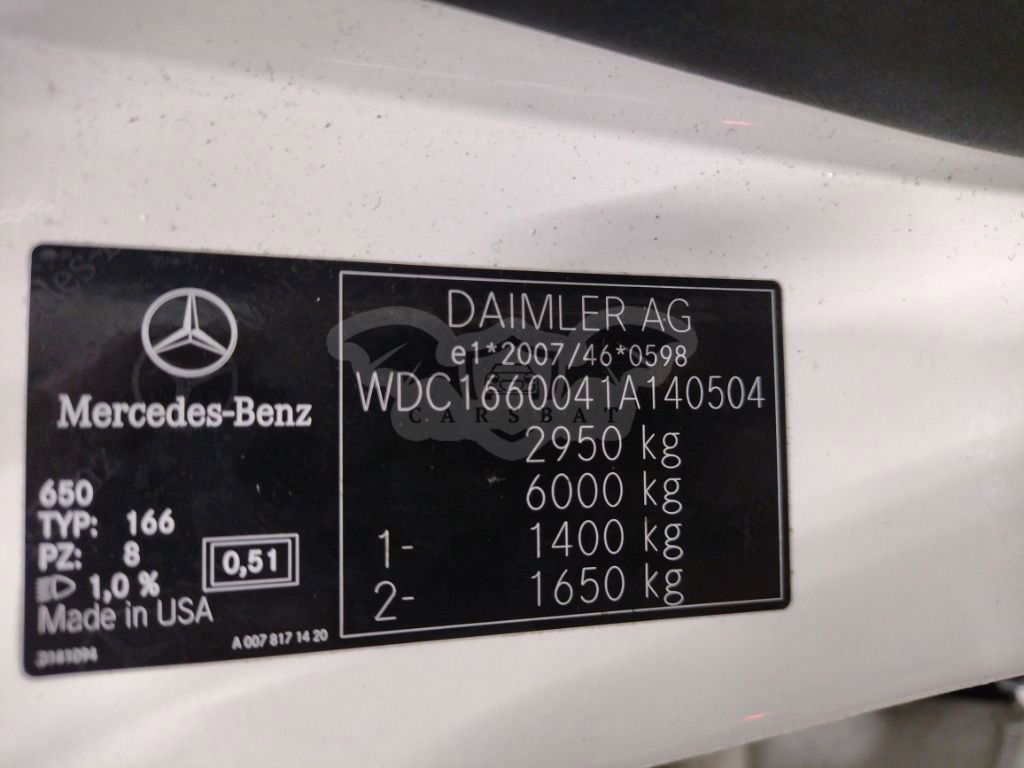 Mercedes-Benz
650
TYP: 166
PZ: 8
1,0 %
0,51
Made in USA
A 007 817 14 20
DAIMLER AG
e1*2007/46*0598
WDC1660041A140504
CARSBAT
2950 kg
6000 kg
1- 1400 kg
2- 1650 kg